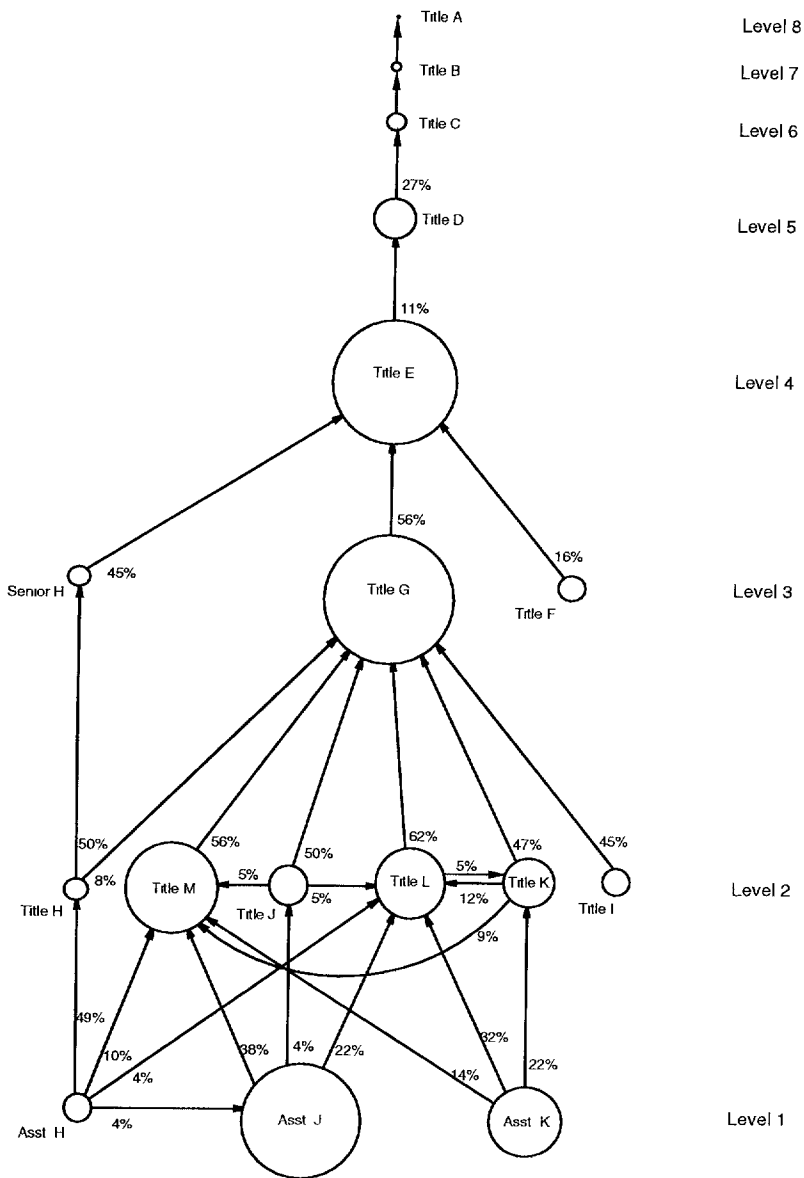 Title A
Level 8
Title B
Level 7
Title C
Level 6
27%
Title D
Level 5
11%
Title E
Level 4
56%
45%
16%
Senior H
Title G
Title F
Level 3
50%
8%
56%
50%
62%
47%
45%
5%
5%
5%
12%
Title H
Title M
Title J
Title L
Title K
Title I
Level 2
9%
49%
10%
4%
38%
4%
22%
14%
32%
22%
4%
Asst H
Asst J
Asst K
Level 1